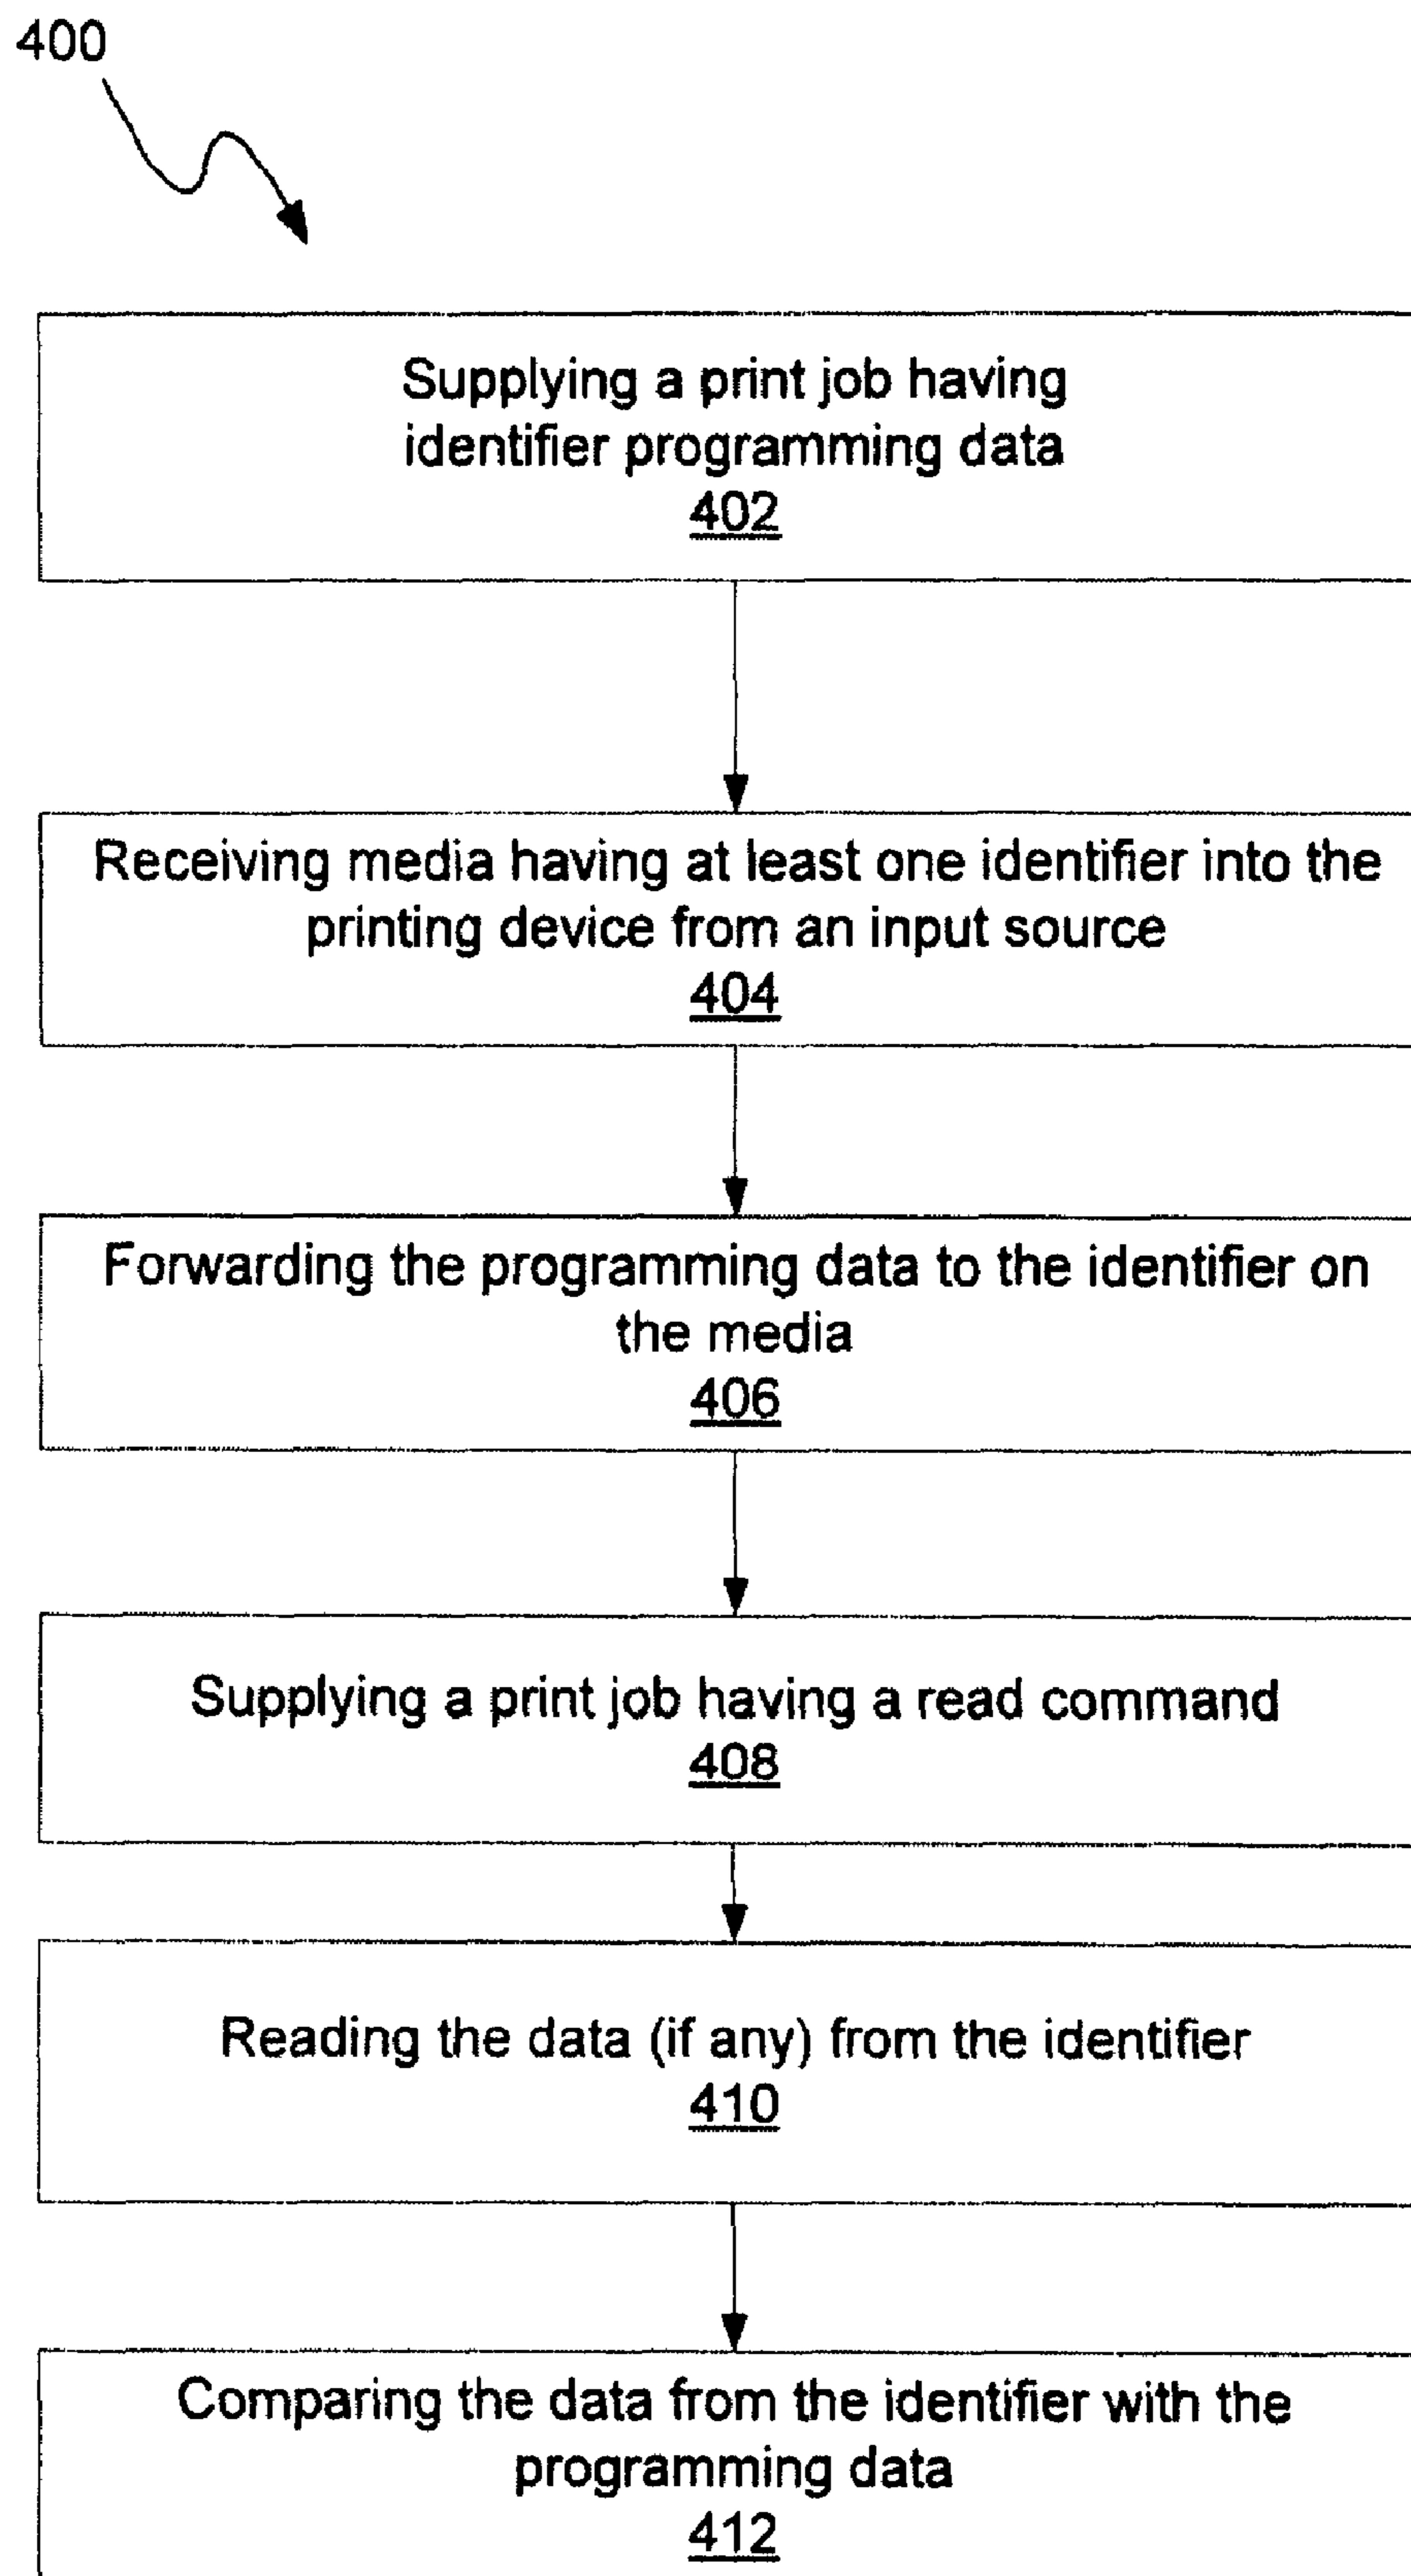 400
Supplying a print job having
identifier programming data
402
Receiving media having at least one identifier into the
printing device from an input source
404
Forwarding the programming data to the identifier on
the media
406
Supplying a print job having a read command
408
Reading the data (if any) from the identifier
410
Comparing the data from the identifier with the
programming data
412